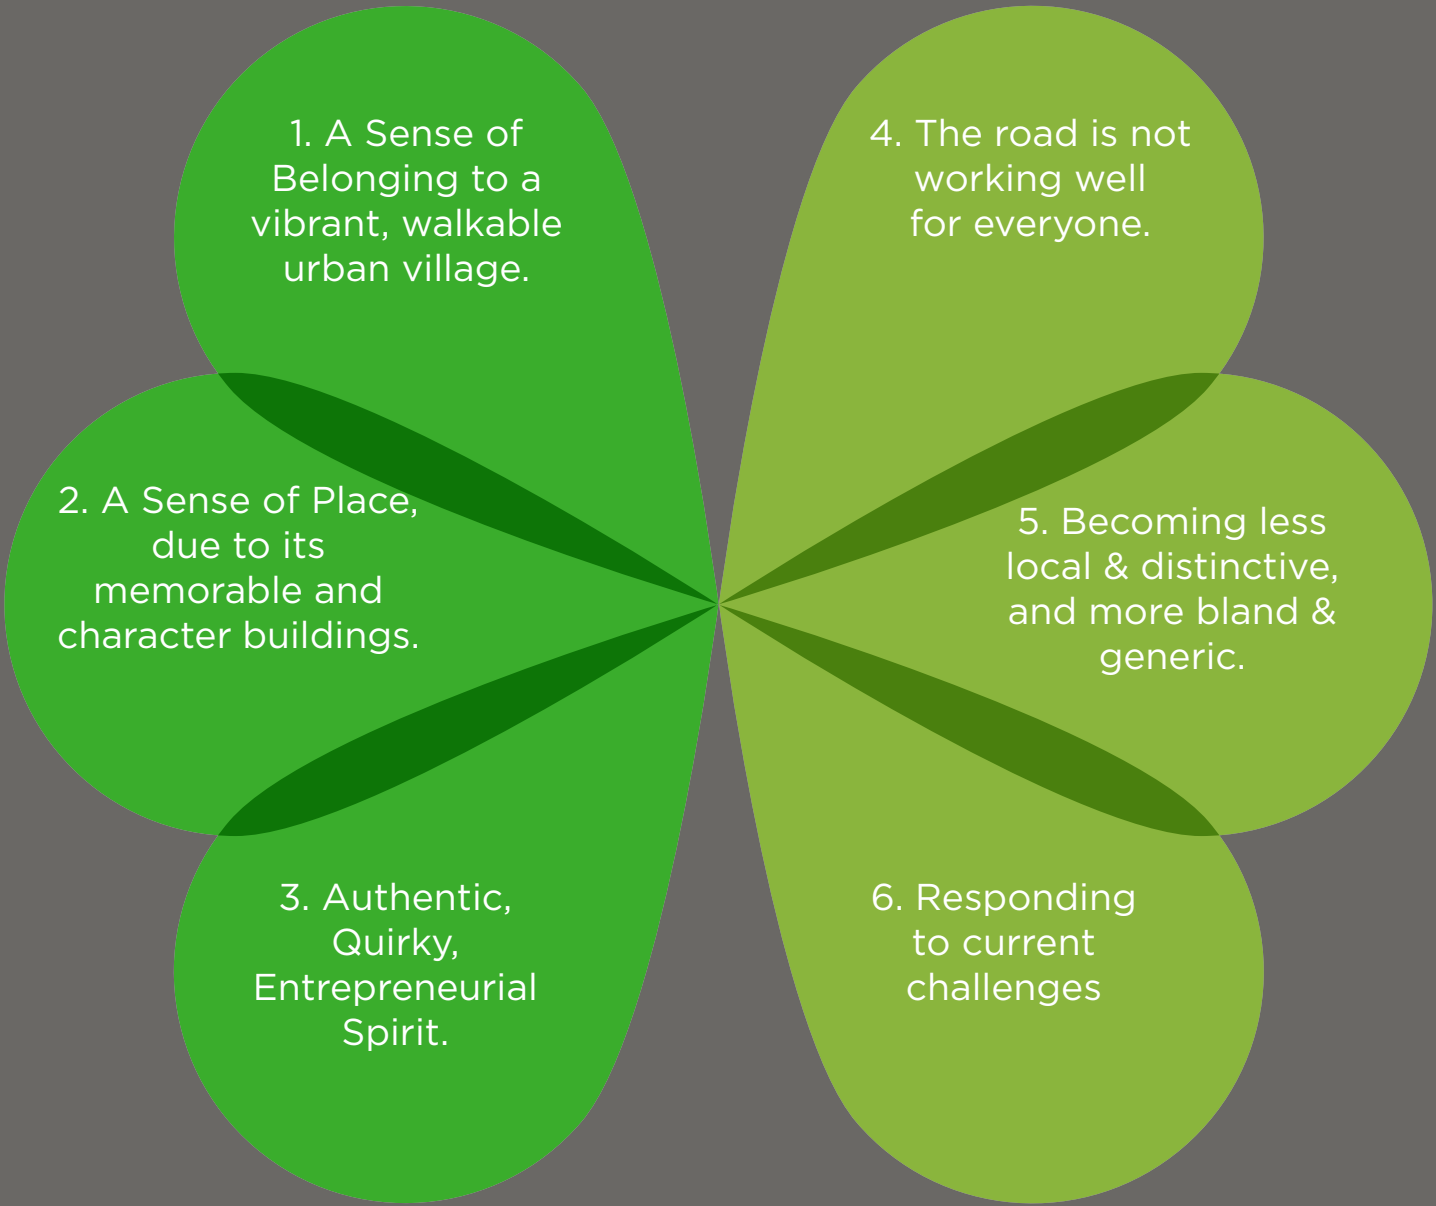 1. A Sense of
Belonging to a
vibrant, walkable
urban village.
2. A Sense of Place,
due to its
memorable and
character buildings.
3. Authentic,
Quirky,
Entrepreneurial
Spirit.
4. The road is not
working well
for everyone.
5. Becoming less
local & distinctive,
and more bland &
generic.
6. Responding
to current
challenges